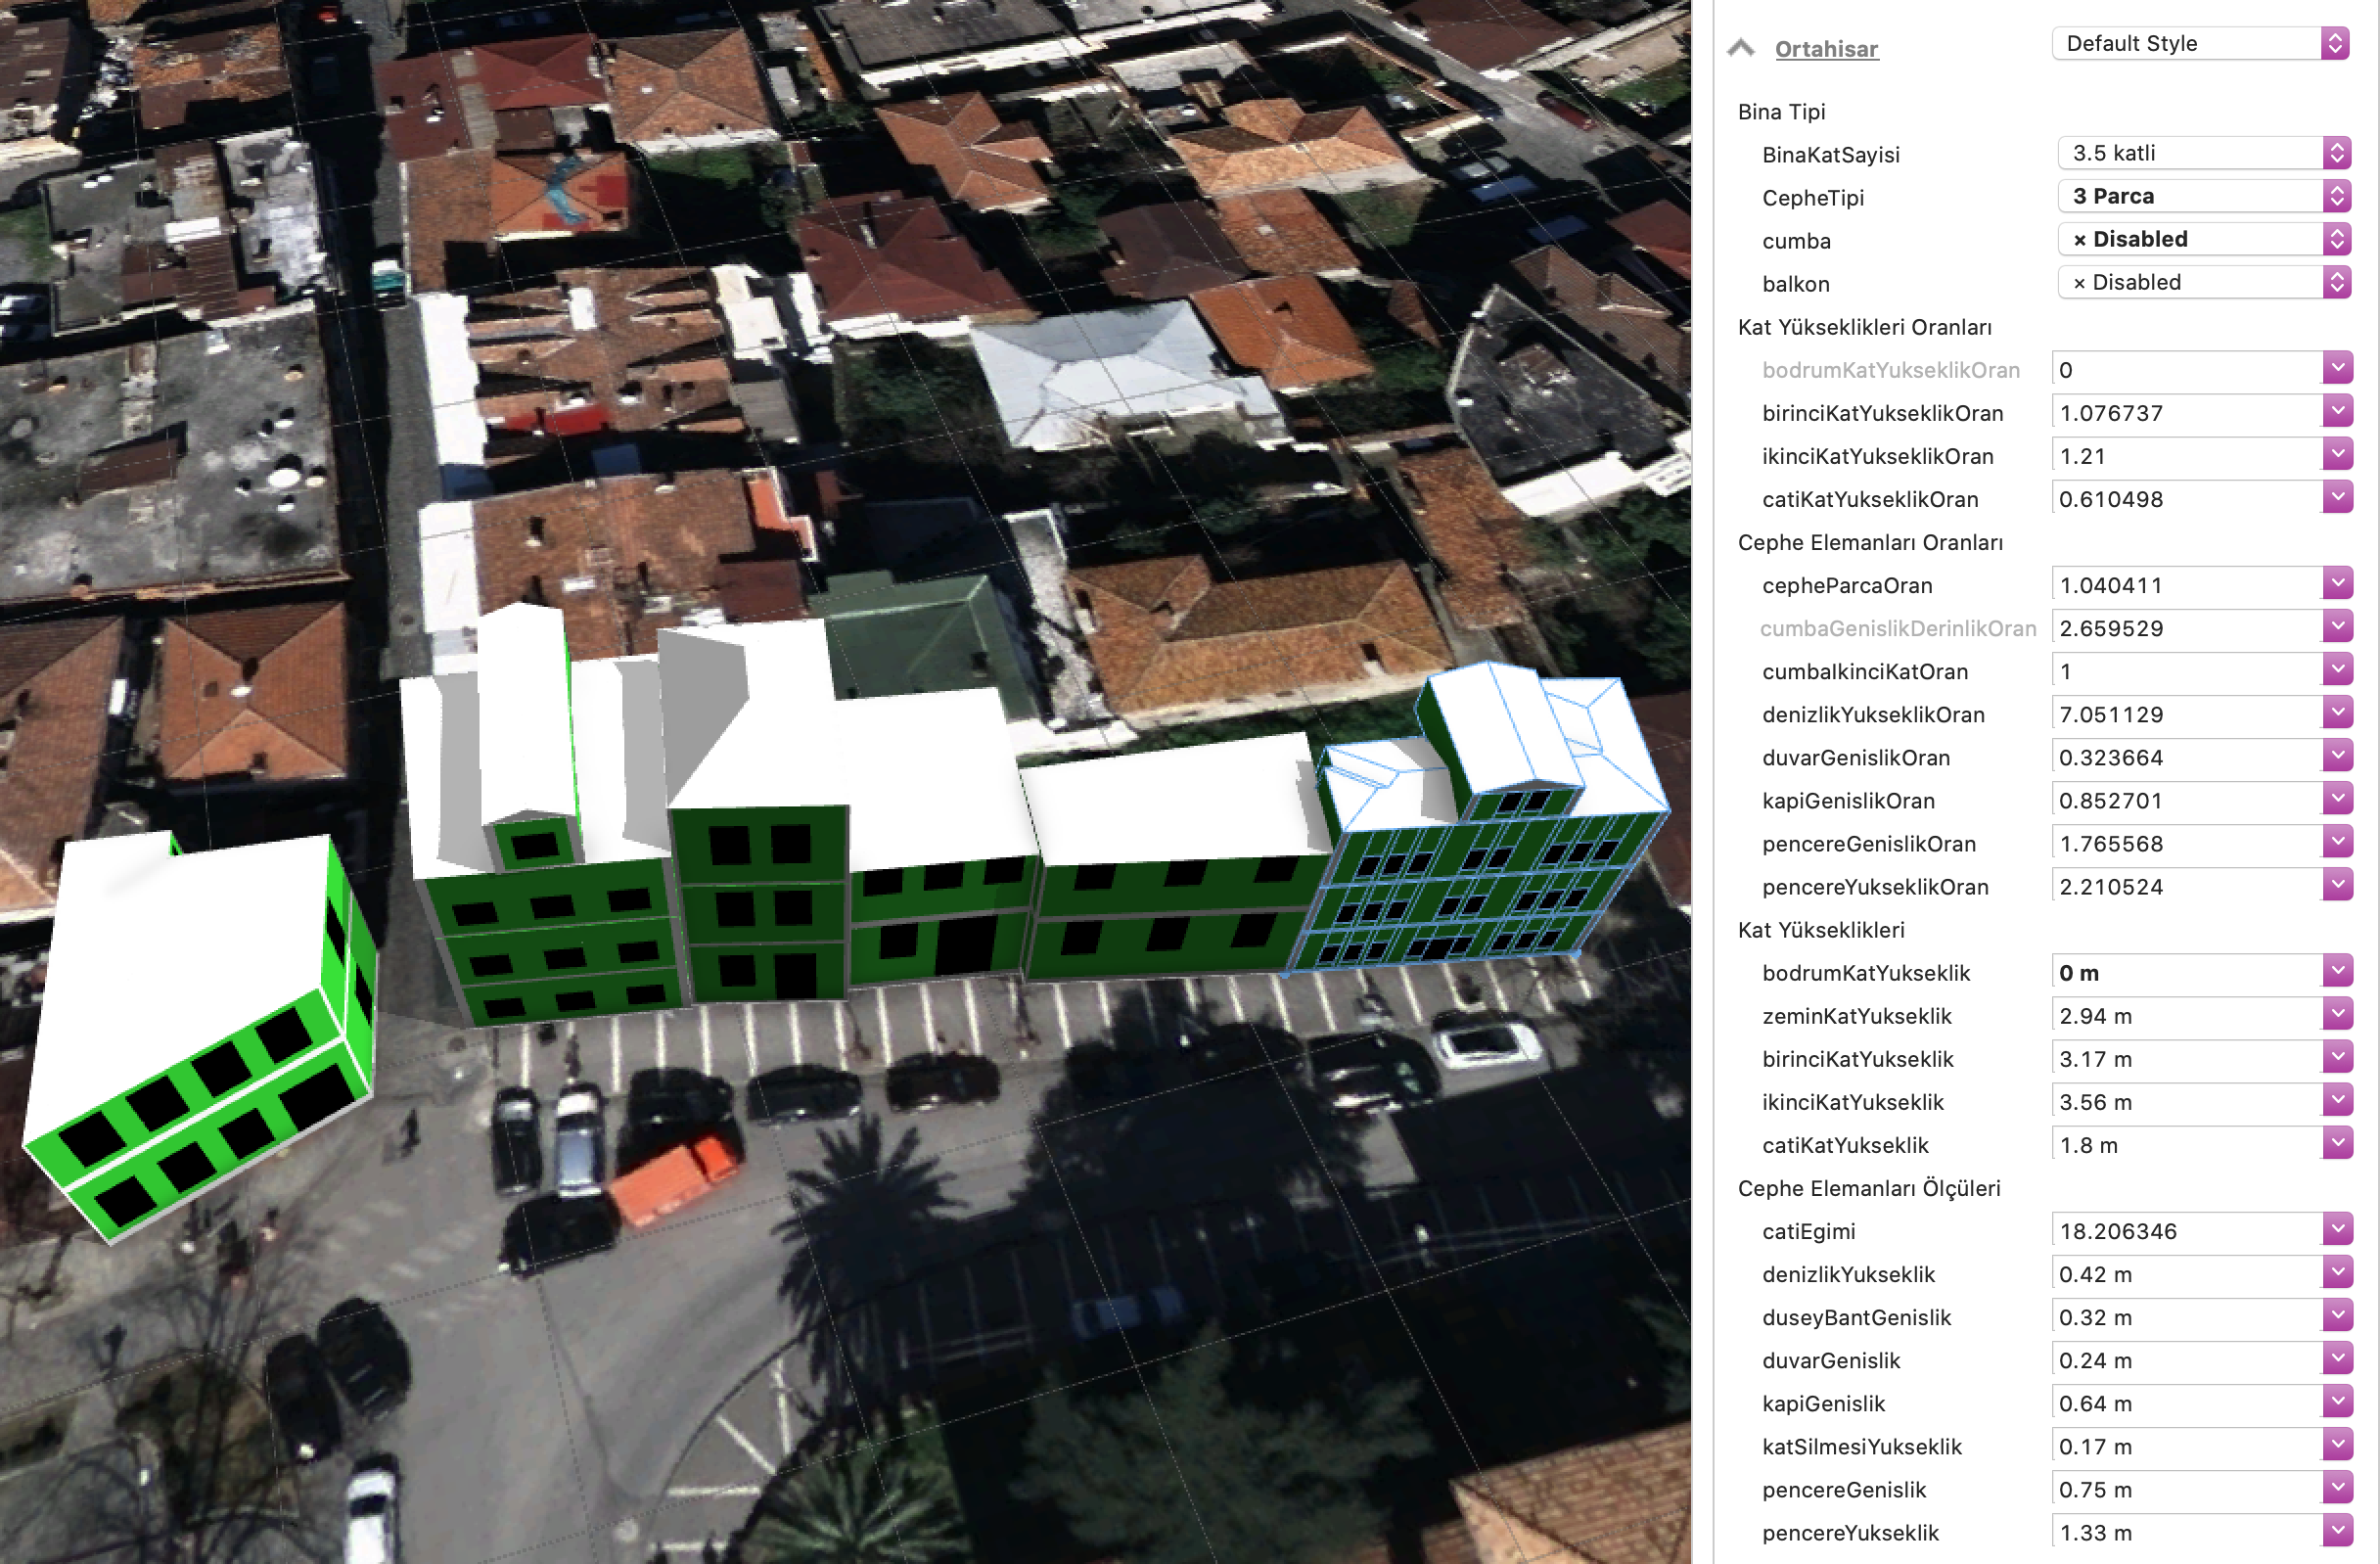 Ortahisar Default Style
Bina Tipi
BinaKatSayisi 3.5 katli
CepheTipi 3 Parca
cumba × Disabled
balkon × Disabled
Kat Yükseklikleri Oranları
bodrumKatYukseklikOran 0
birinciKatYukseklikOran 1.076737
ikinciKatYukseklikOran 1.21
catiKatYukseklikOran 0.610498
Cephe Elemanları Oranları
cepheParcaOran 1.040411
cumbaGenislikDerinlikOran 2.659529
cumbaIkinciKatOran 1
denizlikYukseklikOran 7.051129
duvarGenislikOran 0.323664
kapiGenislikOran 0.852701
pencereGenislikOran 1.765568
pencereYukseklikOran 2.210524
Kat Yükseklikleri
bodrumKatYukseklik 0 m
zeminKatYukseklik 2.94 m
birinciKatYukseklik 3.17 m
ikinciKatYukseklik 3.56 m
catiKatYukseklik 1.8 m
Cephe Elemanları Ölçüleri
catiEgimi 18.206346
denizlikYukseklik 0.42 m
duseyBantGenislik 0.32 m
duvarGenislik 0.24 m
kapiGenislik 0.64 m
katSilmesiYukseklik 0.17 m
pencereGenislik 0.75 m
pencereYukseklik 1.33 m